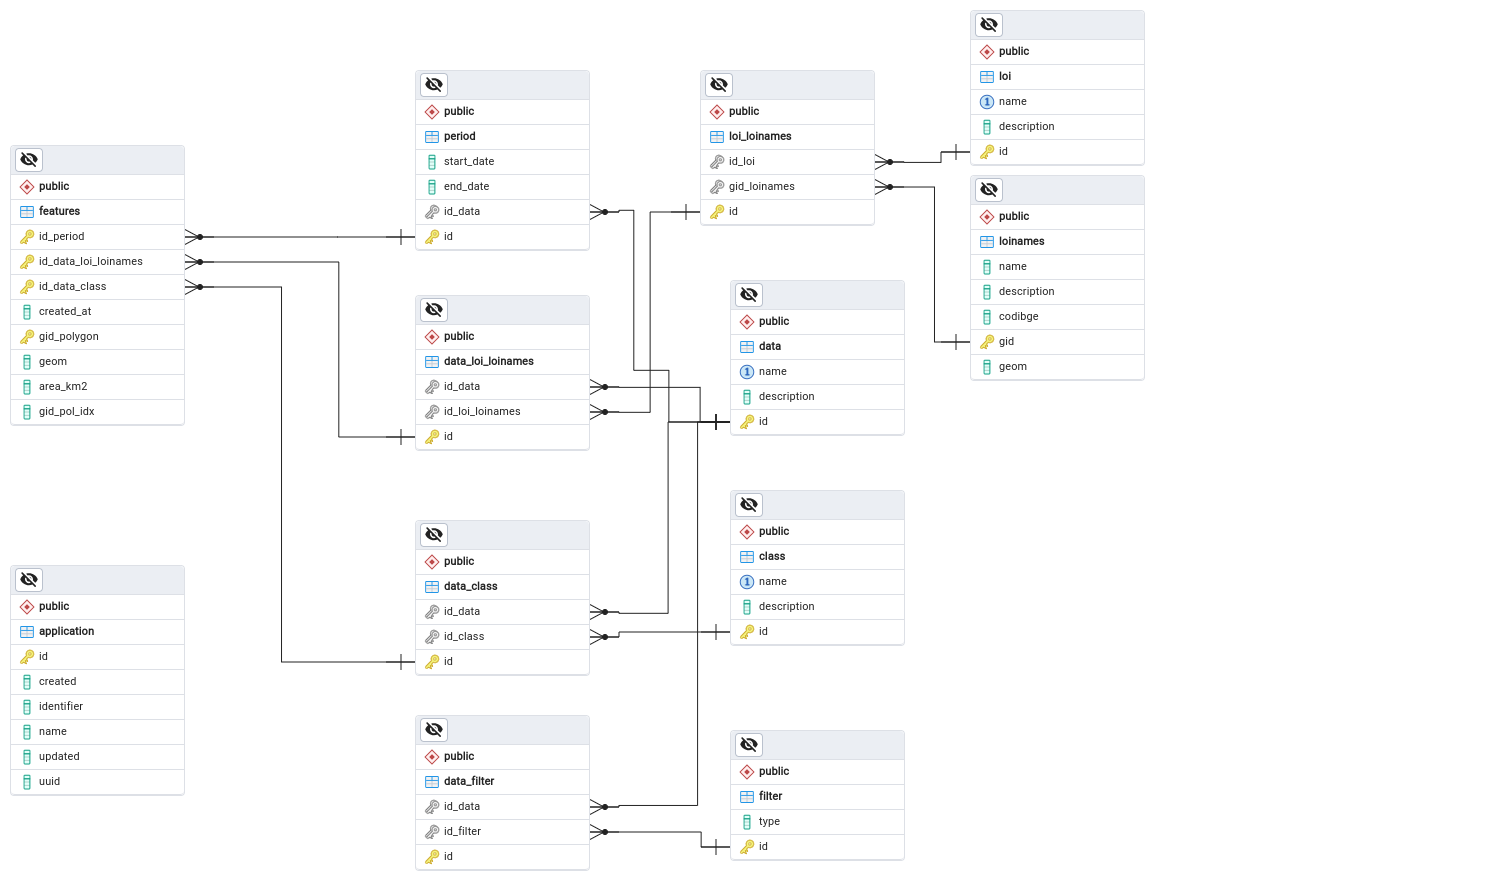 public
features
id_period
id_data_loi_loinames
id_data_class
created_at
gid_polygon
geom
area_km2
gid_pol_idx
public
application
id
created
identifier
name
updated
uuid
public
period
start_date
end_date
id_data
id
public
data_loi_loinames
id_data
id_loi_loinames
id
public
data_class
id_data
id_class
id
public
data_filter
id_data
id_filter
id
public
loi_loinames
id_loi
gid_loinames
id
public
data
1 name
description
id
public
class
1 name
description
id
public
filter
type
id
public
loi
1 name
description
id
public
loinames
name
description
codibge
gid
geom